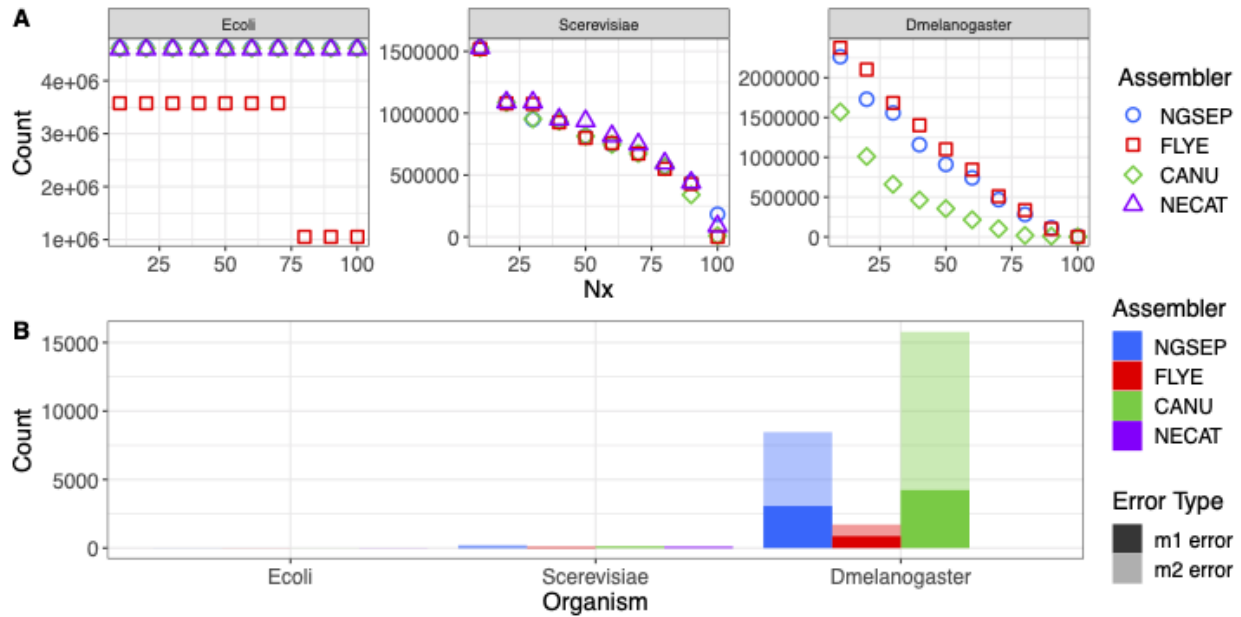 A
Ecoli
Scerevisiae
Dmelanogaster
Count
4e+06
3e+06
2e+06
1e+06
25 50 75 100
1500000
1000000
500000
0
25 50 75 100
2000000
1500000
1000000
500000
0
25 50 75 100
Nx
Assembler
NGSEP
FLYE
CANU
NECAT
B
Count
15000
10000
5000
0
Ecoli Scerevisiae Dmelanogaster
Organism
Assembler
NGSEP
FLYE
CANU
NECAT
Error Type
m1 error
m2 error